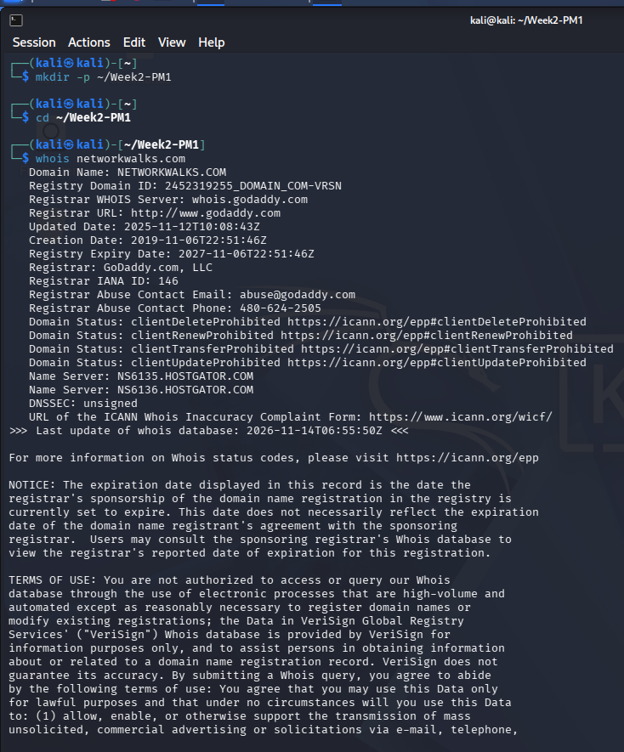 kali@kali: ~/Week2-PM1
Session Actions Edit View Help
┌──(kali㉿kali)-[~]
└─$ mkdir -p ~/Week2-PM1
┌──(kali㉿kali)-[~]
└─$ cd ~/Week2-PM1
┌──(kali㉿kali)-[~/Week2-PM1]
└─$ whois networkwalks.com
Domain Name: NETWORKWALKS.COM
Registry Domain ID: 2452319255_DOMAIN_COM-VRSN
Registrar WHOIS Server: whois.godaddy.com
Registrar URL: http://www.godaddy.com
Updated Date: 2025-11-12T10:08:43Z
Creation Date: 2019-11-06T22:51:46Z
Registry Expiry Date: 2027-11-06T22:51:46Z
Registrar: GoDaddy.com, LLC
Registrar IANA ID: 146
Registrar Abuse Contact Email: abuse@godaddy.com
Registrar Abuse Contact Phone: 480-624-2505
Domain Status: clientDeleteProhibited https://icann.org/epp#clientDeleteProhibited
Domain Status: clientRenewProhibited https://icann.org/epp#clientRenewProhibited
Domain Status: clientTransferProhibited https://icann.org/epp#clientTransferProhibited
Domain Status: clientUpdateProhibited https://icann.org/epp#clientUpdateProhibited
Name Server: NS6135.HOSTGATOR.COM
Name Server: NS6136.HOSTGATOR.COM
DNSSEC: unsigned
URL of the ICANN Whois Inaccuracy Complaint Form: https://www.icann.org/wicf/
>>> Last update of whois database: 2026-11-14T06:55:50Z <<<
For more information on Whois status codes, please visit https://icann.org/epp
NOTICE: The expiration date displayed in this record is the date the
registrar's sponsorship of the domain name registration in the registry is
currently set to expire. This date does not necessarily reflect the expiration
date of the domain name registrant's agreement with the sponsoring
registrar.  Users may consult the sponsoring registrar's Whois database to
view the registrar's reported date of expiration for this registration.
TERMS OF USE: You are not authorized to access or query our Whois
database through the use of electronic processes that are high-volume and
automated except as reasonably necessary to register domain names or
modify existing registrations; the Data in VeriSign Global Registry
Services' ("VeriSign") Whois database is provided by VeriSign for
information purposes only, and to assist persons in obtaining information
about or related to a domain name registration record. VeriSign does not
guarantee its accuracy. By submitting a Whois query, you agree to abide
by the following terms of use: You agree that you may use this Data only
for lawful purposes and that under no circumstances will you use this Data
to: (1) allow, enable, or otherwise support the transmission of mass
unsolicited, commercial advertising or solicitations via e-mail, telephone,